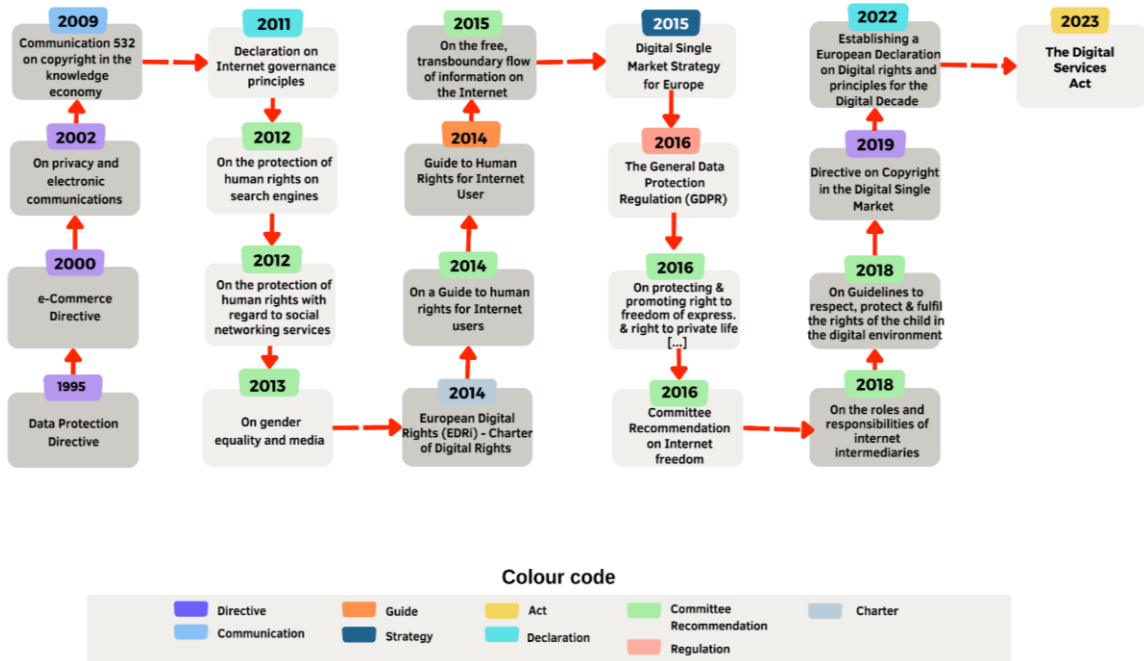 2009
Communication 532
on copyright in the
knowledge
economy
2002
On privacy and
electronic
communications
2000
e-Commerce
Directive
1995
Data Protection
Directive
2011
Declaration on
Internet governance
principles
2012
On the protection of
human rights on
search engines
2012
On the protection of
human rights with
regard to social
networking services
2013
On gender
equality and media
2015
On the free,
transboundary flow
of information on
the Internet
2014
Guide to Human
Rights for Internet
User
2014
On a Guide to human
rights for Internet
users
2014
European Digital
Rights (EDRi) - Charter
of Digital Rights
2015
Digital Single
Market Strategy
for Europe
2016
The General Data
Protection
Regulation (GDPR)
2016
On protecting &
promoting right to
freedom of express.
& right to private life
[...]
2016
Committee
Recommendation
on Internet
freedom
2022
Establishing a
European Declaration
on Digital rights and
principles for the
Digital Decade
2019
Directive on Copyright
in the Digital Single
Market
2018
On Guidelines to
respect, protect & fulfil
the rights of the child in
the digital environment
2018
On the roles and
responsibilities of
internet
intermediaries
2023
The Digital
Services
Act
Colour code
Directive
Communication
Guide
Strategy
Act
Declaration
Committee
Recommendation
Regulation
Charter